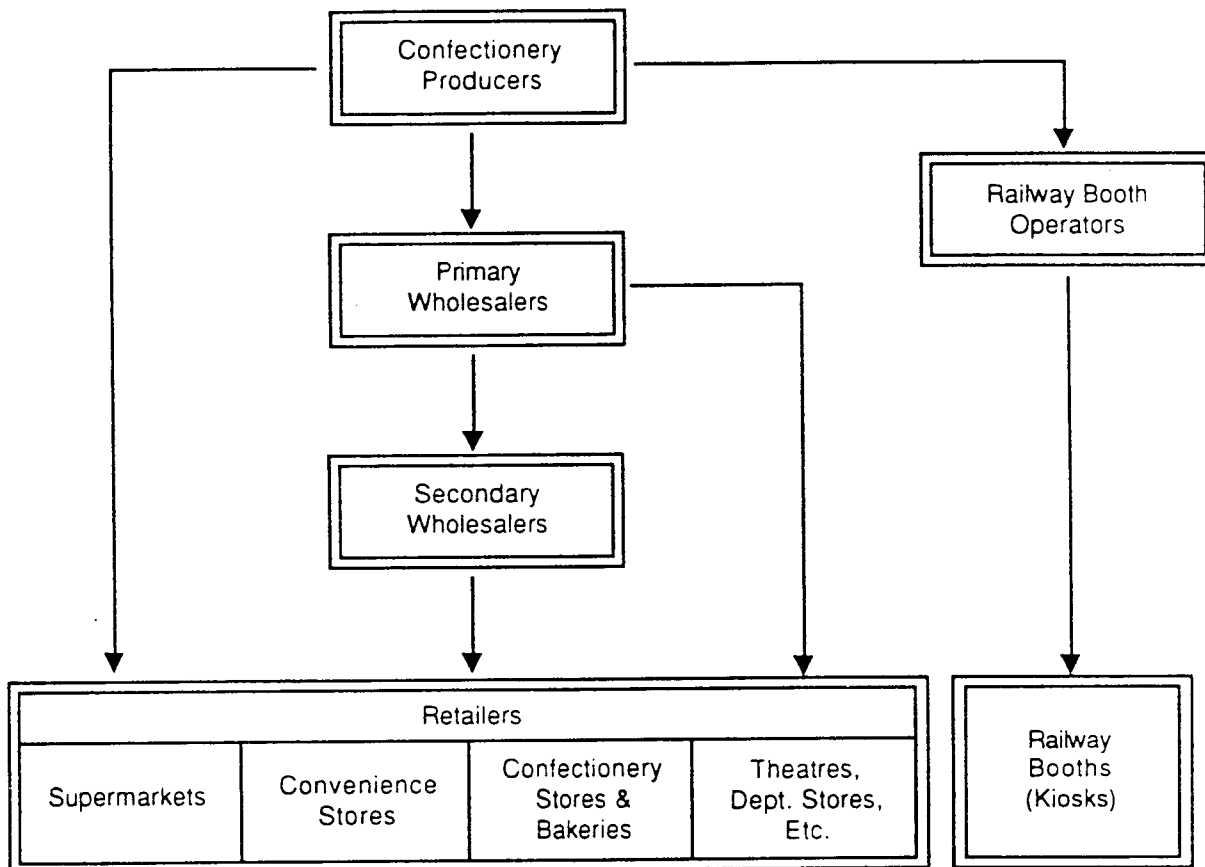 Confectionery
Producers
Railway Booth
Operators
Primary
Wholesalers
Secondary
Wholesalers
Retailers
Supermarkets
Convenience
Stores
Confectionery
Stores &
Bakeries
Theatres,
Dept. Stores,
Etc.
Railway
Booths
(Kiosks)